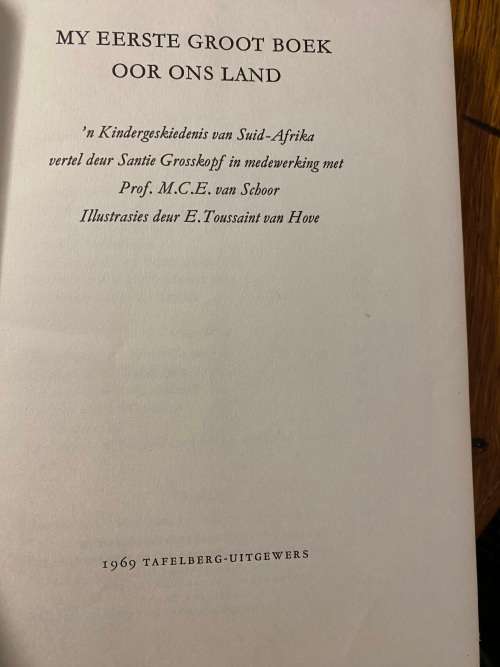 MY EERSTE GROOT BOEK
OOR ONS LAND
'n Kindergeskiedenis van Suid-Afrika
vertel deur Santie Grosskopf in medewerking met
Prof. M.C.E. van Schoor
Illustrasies deur E. Toussaint van Hove
1969 TAFELBERG-UITGEWERS